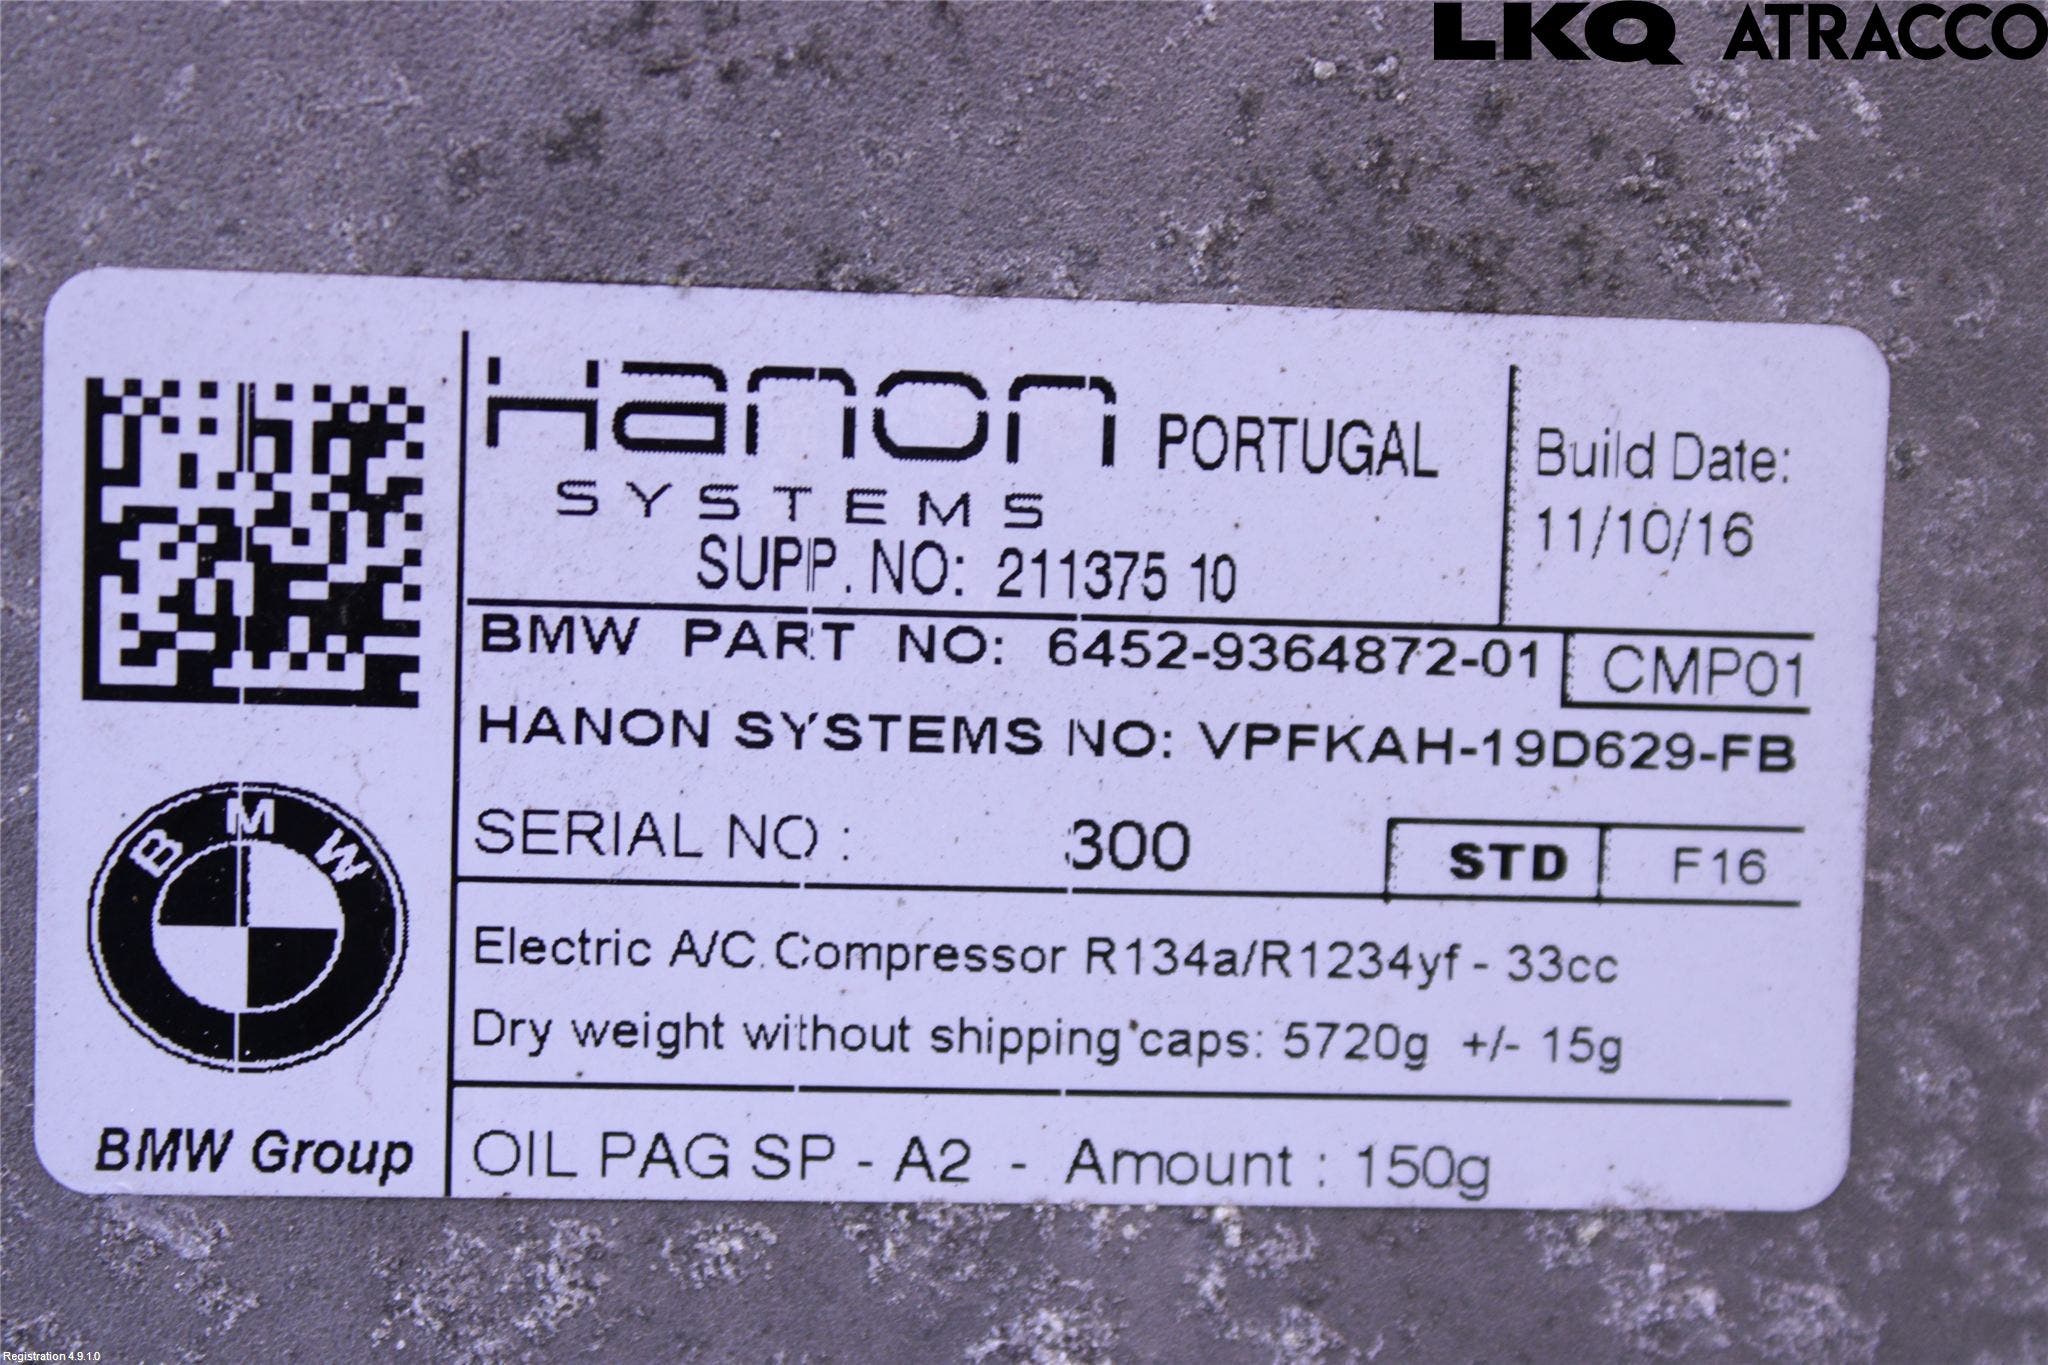 LKQ ATRACCO
Hanon PORTUGAL
SYSTEMS
SUPP. NO: 211375 10
Build Date:
11/10/16
BMW PART NO: 6452-9364872-01 CMP01
HANON SYSTEMS NO: VPFKAH-19D629-FB
SERIAL NO : 300 STD F16
Electric A/C Compressor R134a/R1234yf - 33cc
Dry weight without shipping caps: 5720g +/- 15g
OIL PAG SP - A2 - Amount : 150g
BMW
BMW Group
Registration 4.9.1.0